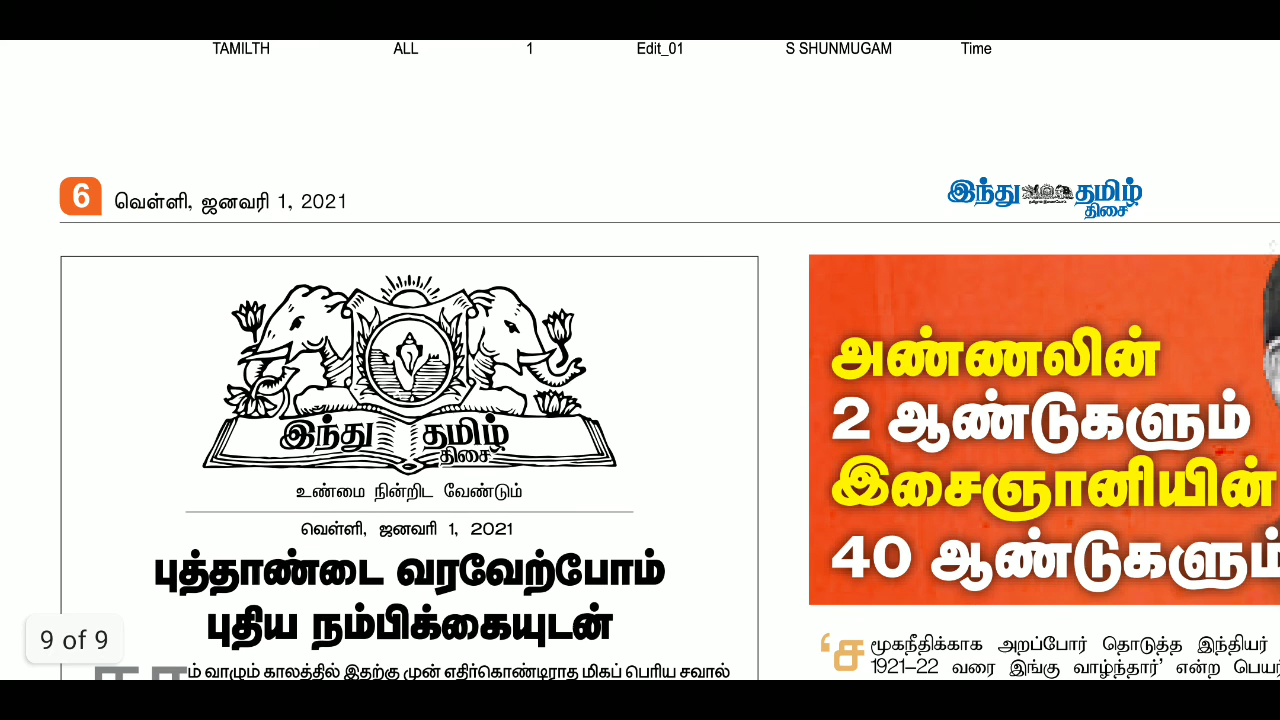 TAMILTH ALL 1 Edit_01 S SHUNMUGAM Time
6 வெள்ளி, ஜனவரி 1, 2021
இந்து தமிழ்
திசை
இந்து தமிழ்
திசை
உண்மை நின்றிட வேண்டும்
வெள்ளி, ஜனவரி 1, 2021
புத்தாண்டை வரவேற்போம்
புதிய நம்பிக்கையுடன்
ம் வாழும் காலத்தில் இதற்கு முன் எதிர்கொண்டிராத மிகப் பெரிய சவால்
அண்ணலின்
2 ஆண்டுகளும்
இசைஞானியின்
40 ஆண்டுகளும்
‘சமூகநீதிக்காக அறப்போர் தொடுத்த இந்தியர்
1921–22 வரை இங்கு வாழ்ந்தார்’ என்ற
9 of 9